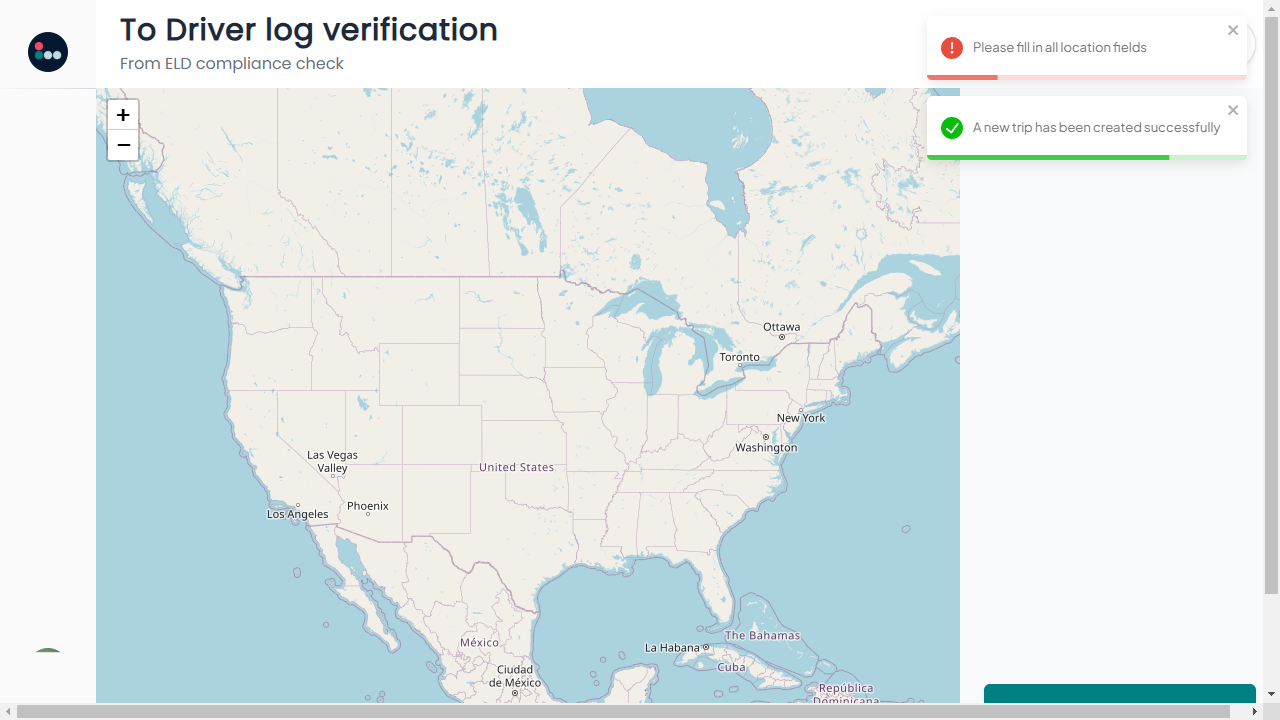 To Driver log verification
From ELD compliance check
Please fill in all location fields
A new trip has been created successfully
+
−
Ottawa
Toronto
New York
Washington
Las Vegas
Valley
United States
Phoenix
Los Angeles
The Bahamas
México
La Habana
Cuba
Ciudad
de México
República
Dominicana